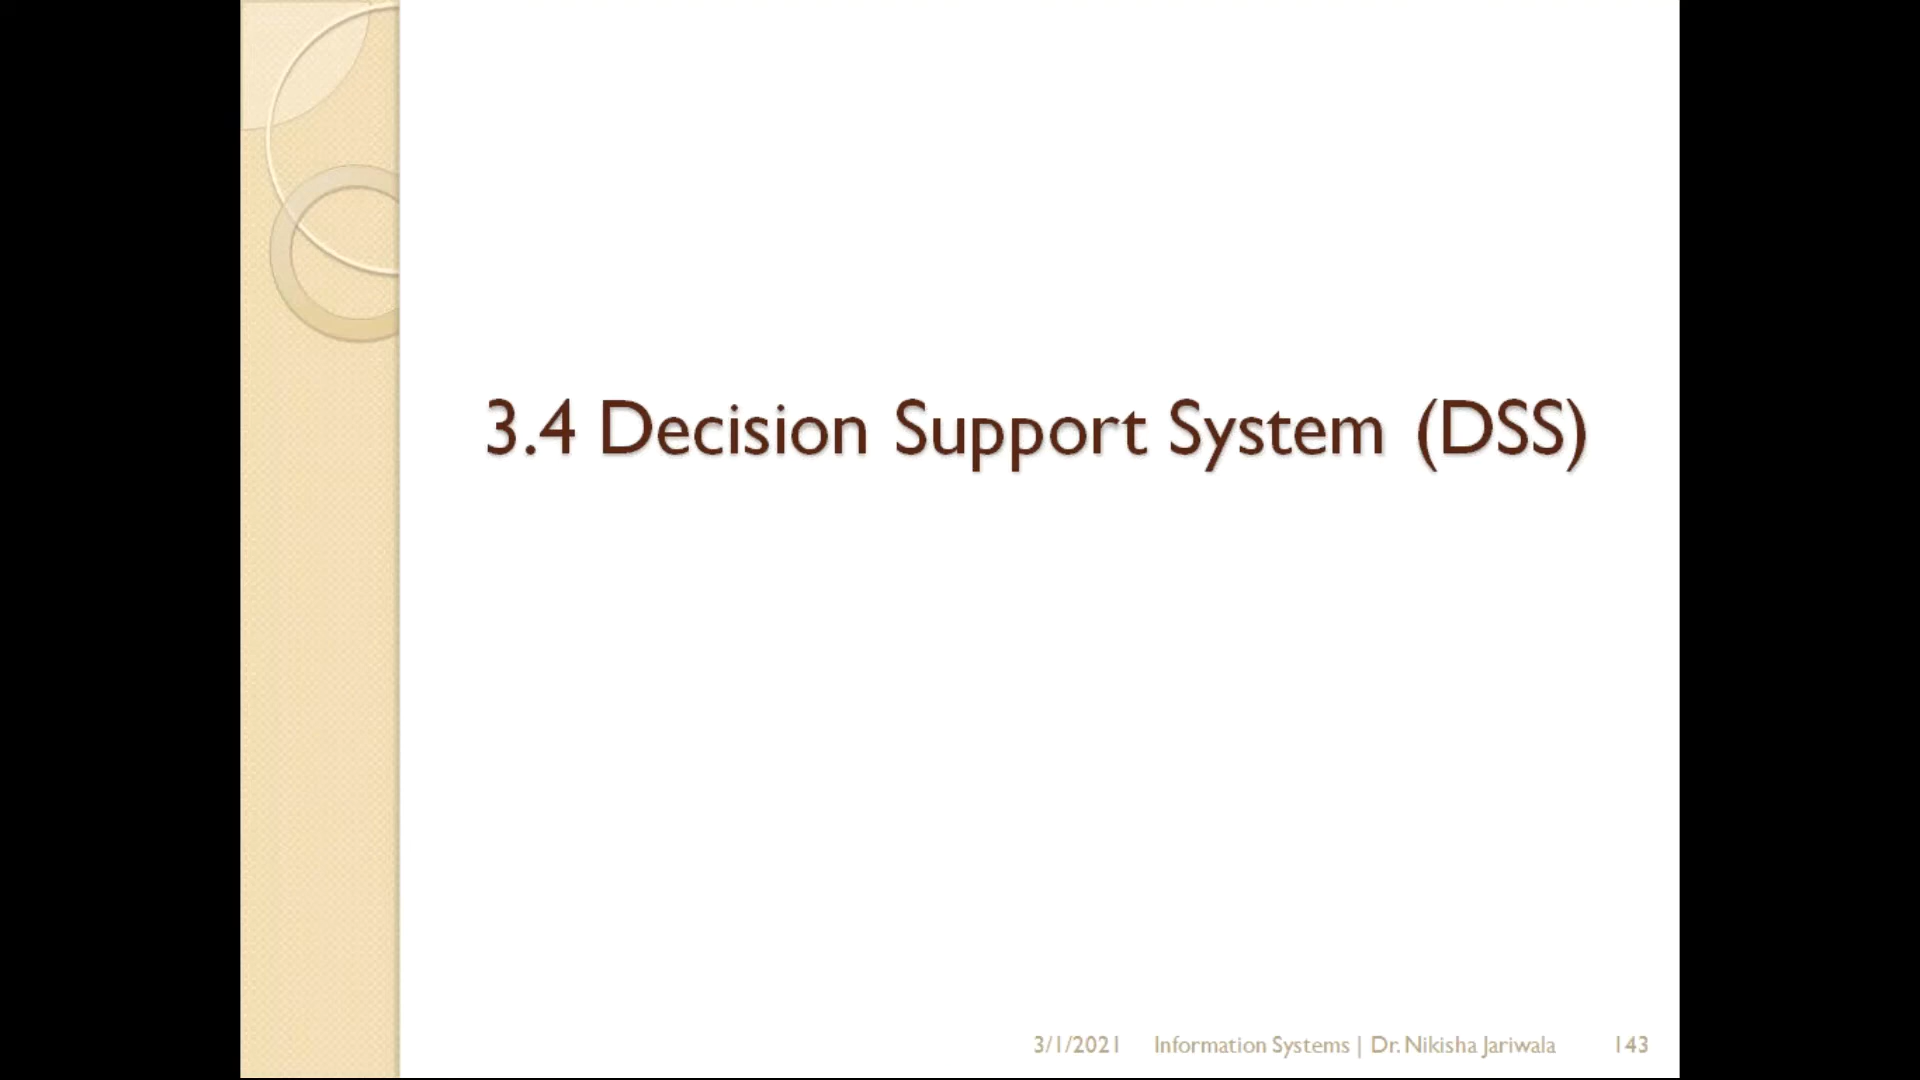 3.4 Decision Support System (DSS)
3/1/2021 Information Systems | Dr. Nikisha Jariwala 143